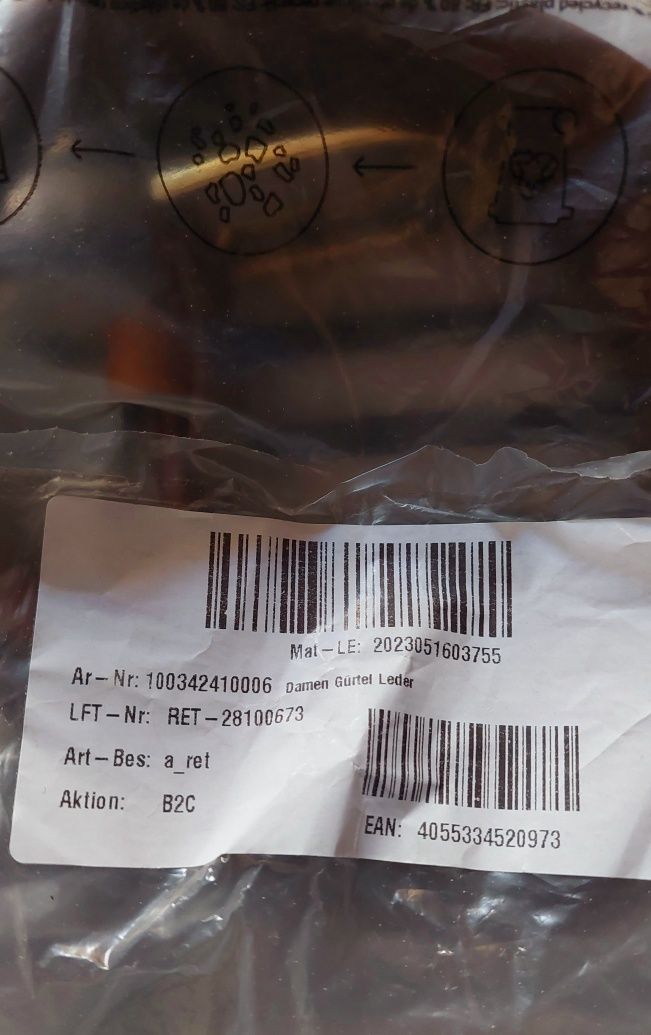 Mat-LE: 2023051603755
Ar-Nr: 100342410006 Damen Gürtel Leder
LFT-Nr: RET-28100673
Art-Bes: a_ret
Aktion: B2C
EAN: 4055334520973